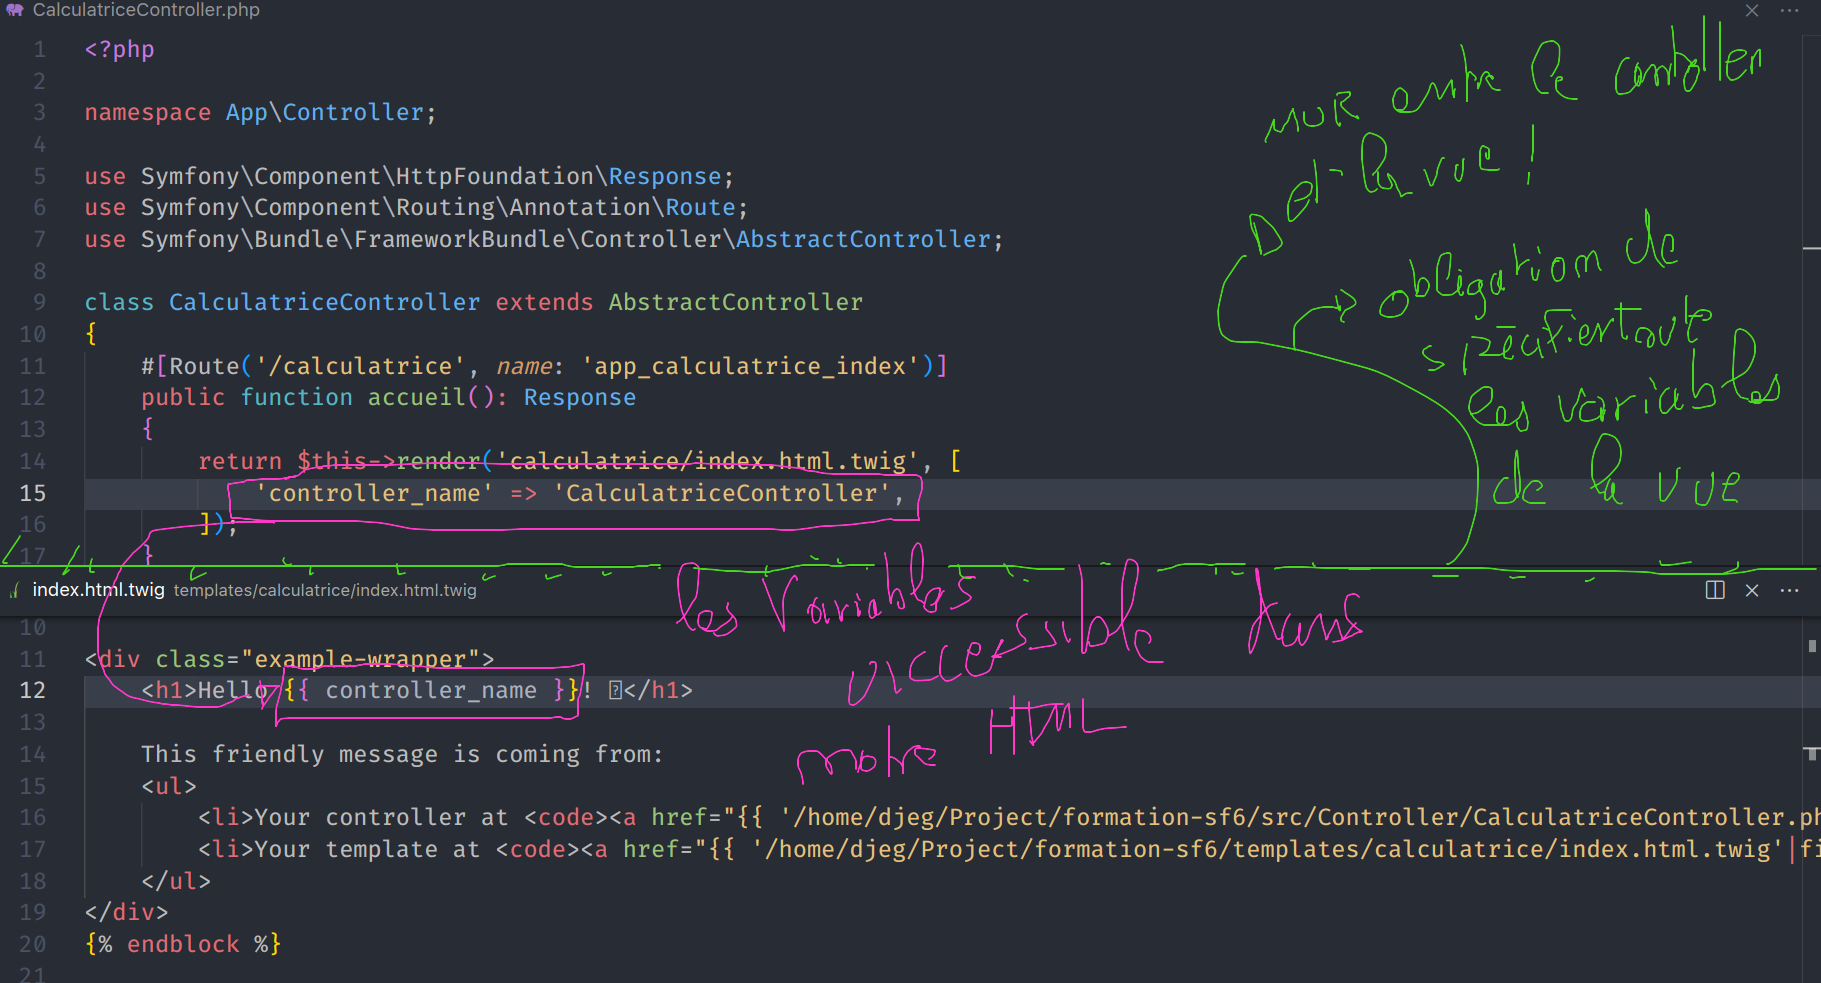 CalculatriceController.php
1 <?php
2
3 namespace App\Controller;
4
5 use Symfony\Component\HttpFoundation\Response;
6 use Symfony\Component\Routing\Annotation\Route;
7 use Symfony\Bundle\FrameworkBundle\Controller\AbstractController;
8
9 class CalculatriceController extends AbstractController
10 {
11 #[Route('/calculatrice', name: 'app_calculatrice_index')]
12 public function accueil(): Response
13 {
14 return $this->render('calculatrice/index.html.twig', [
15 'controller_name' => 'CalculatriceController',
16 ]);
17 }
MUR entre le controller
et la vue !
obligation de
spécifier tout
les variables
de la vue
index.html.twig templates/calculatrice/index.html.twig
les Variables
accessible dans
notre HTML
10
11 <div class="example-wrapper">
12 <h1>Hello {{ controller_name }}! </h1>
13
14 This friendly message is coming from:
15 <ul>
16 <li>Your controller at <code><a href="{{ '/home/djeg/Project/formation-sf6/src/Controller/CalculatriceController.ph
17 <li>Your template at <code><a href="{{ '/home/djeg/Project/formation-sf6/templates/calculatrice/index.html.twig'|fi
18 </ul>
19 </div>
20 {% endblock %}
21